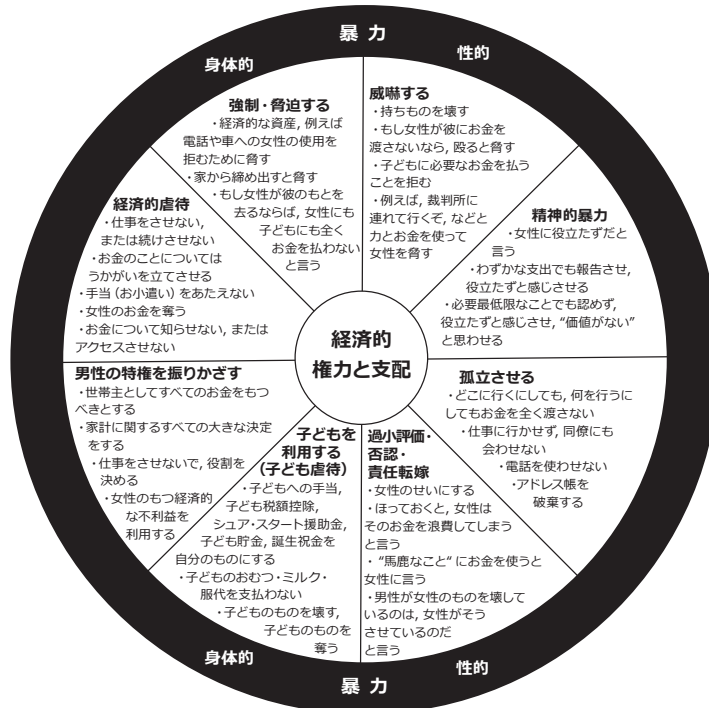 暴 力
身体的
性的
強制・脅迫する
・経済的な資産, 例えば
電話や車への女性の使用を
拒むために脅す
・家から締め出すと脅す
・もし女性が彼のもとを
去るならば, 女性にも
子どもにも全く
お金を払わない
と言う
威嚇する
・持ちものを壊す
・もし女性が彼にお金を
渡さないなら, 殴ると脅す
・子どもに必要なお金を払う
ことを拒む
・例えば, 裁判所に
連れて行くぞ, などと
力とお金を使って
女性を脅す
精神的暴力
・女性に役立たずだと
言う
・わずかな支出でも報告させ,
役立たずと感じさせる
・必要最低限なことでも認めず,
役立たずと感じさせ, “価値がない”
と思わせる
経済的虐待
・仕事をさせない,
または続けさせない
・お金のことについては
うかがいを立てさせる
・手当（お小遣い）をあたえない
・女性のお金を奪う
・お金について知らせない, または
アクセスさせない
経済的
権力と支配
孤立させる
・どこに行くにしても, 何を行うに
してもお金を全く渡さない
・仕事に行かせず, 同僚にも
会わせない
・電話を使わせない
・アドレス帳を
破棄する
男性の特権を振りかざす
・世帯主としてすべてのお金をもつ
べきとする
・家計に関するすべての大きな決定
をする
・仕事をさせないで, 役割を
決める
・女性のもつ経済的
な不利益を
利用する
子どもを
利用する
（子ども虐待）
・子どもへの手当,
子ども税額控除,
シュア・スタート援助金,
子ども貯金, 誕生祝金を
自分のものにする
・子どものおむつ・ミルク・
服代を支払わない
・子どものものを壊す,
子どものものを
奪う
過小評価・
否認・
責任転嫁
・女性のせいにする
・ほっておくと, 女性は
そのお金を浪費してしまう
と言う
・ “馬鹿なこと“ にお金を使うと
女性に言う
・男性が女性のものを壊して
いるのは, 女性がそう
させているのだ
と言う
身体的
性的
暴 力